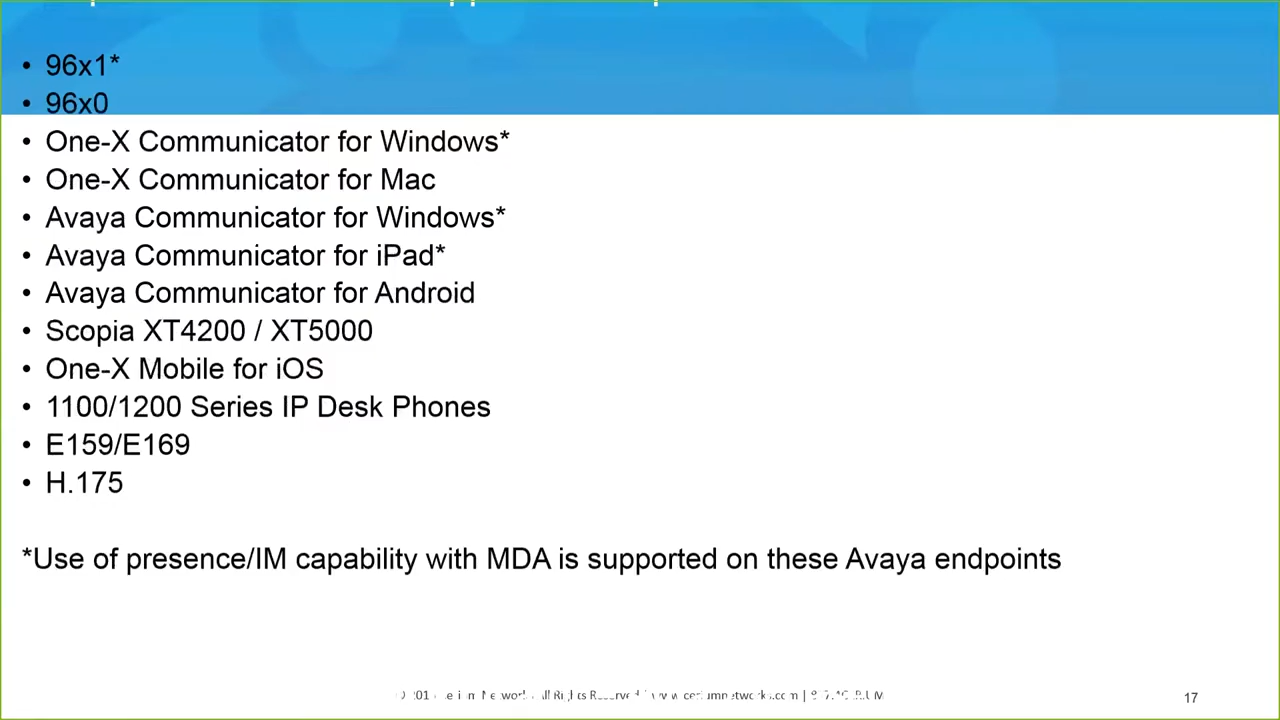 • 96x1*
• 96x0
• One-X Communicator for Windows*
• One-X Communicator for Mac
• Avaya Communicator for Windows*
• Avaya Communicator for iPad*
• Avaya Communicator for Android
• Scopia XT4200 / XT5000
• One-X Mobile for iOS
• 1100/1200 Series IP Desk Phones
• E159/E169
• H.175
*Use of presence/IM capability with MDA is supported on these Avaya endpoints
17